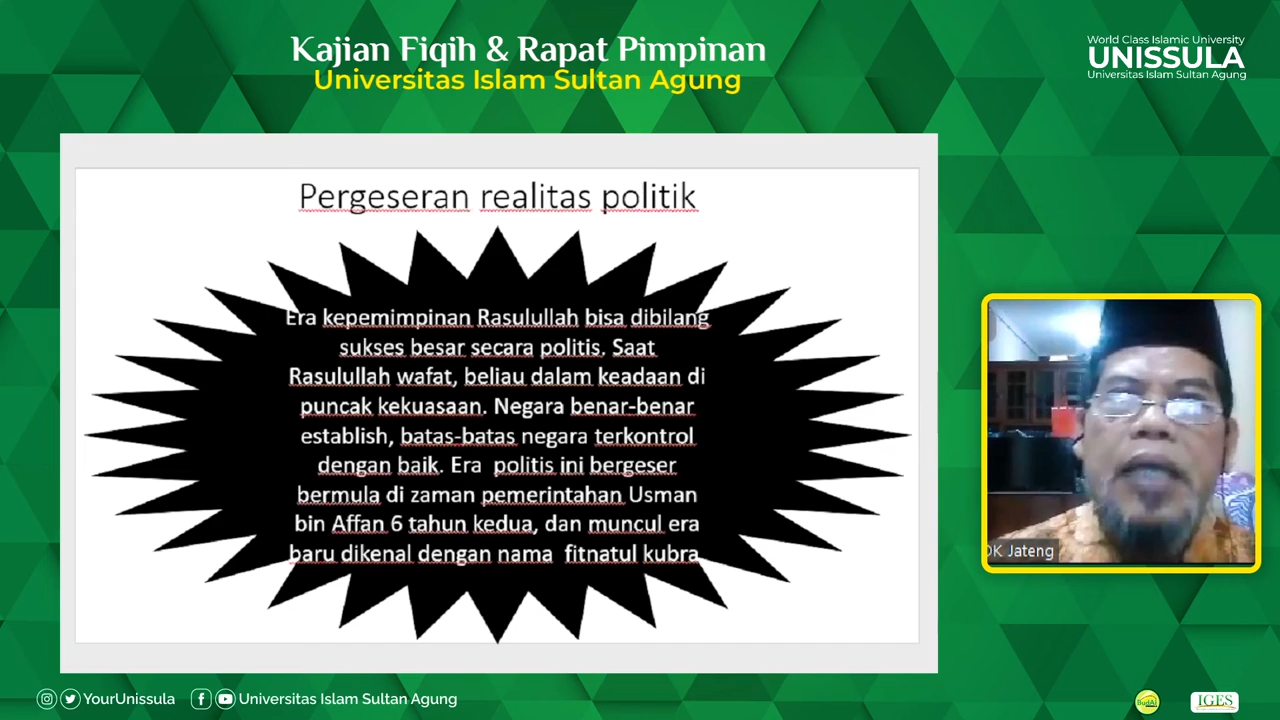 Kajian Fiqih & Rapat Pimpinan
Universitas Islam Sultan Agung
World Class Islamic University
UNISSULA
Universitas Islam Sultan Agung
Pergeseran realitas politik
Era kepemimpinan Rasulullah bisa dibilang
sukses besar secara politis. Saat
Rasulullah wafat, beliau dalam keadaan di
puncak kekuasaan. Negara benar-benar
establish, batas-batas negara terkontrol
dengan baik. Era politis ini bergeser
bermula di zaman pemerintahan Usman
bin Affan 6 tahun kedua, dan muncul era
baru dikenal dengan nama fitnatul kubra
DK Jateng
YourUnissula
Universitas Islam Sultan Agung
BudAi
IGES